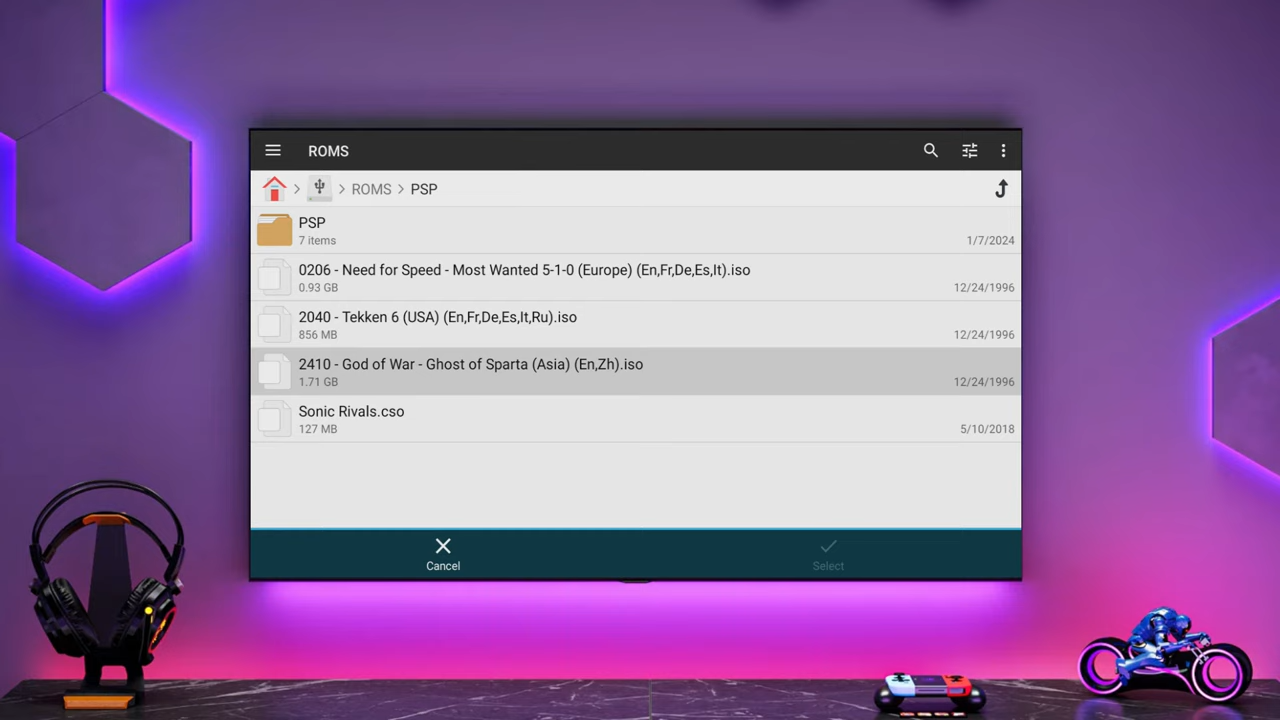 ROMS
ROMS > PSP
PSP
7 items
1/7/2024
0206 - Need for Speed - Most Wanted 5-1-0 (Europe) (En,Fr,De,Es,It).iso
0.93 GB
12/24/1996
2040 - Tekken 6 (USA) (En,Fr,De,Es,It,Ru).iso
856 MB
12/24/1996
2410 - God of War - Ghost of Sparta (Asia) (En,Zh).iso
1.71 GB
12/24/1996
Sonic Rivals.cso
127 MB
5/10/2018
Cancel
Select